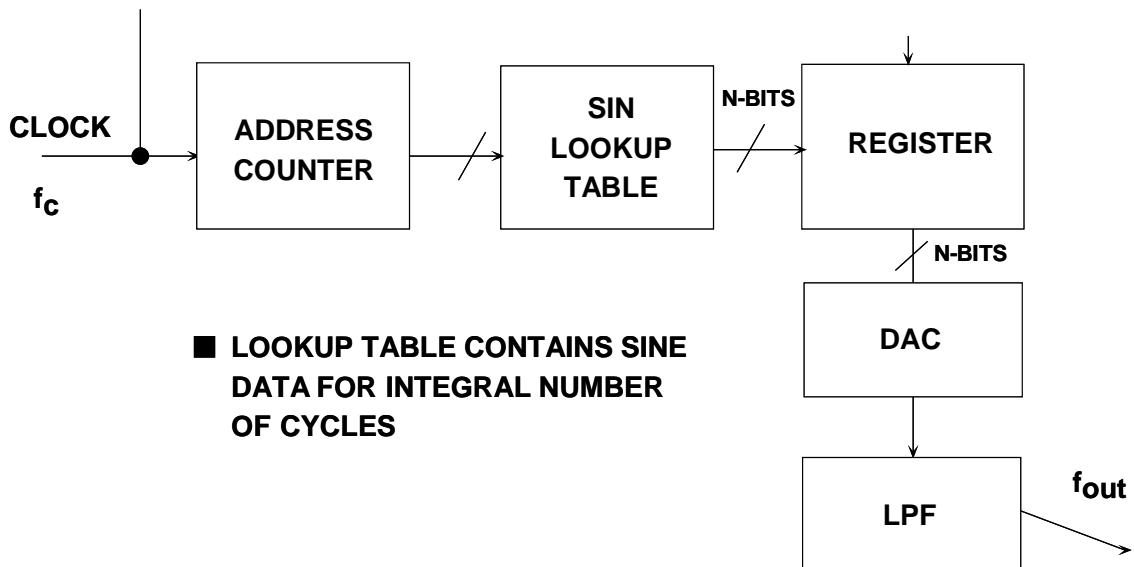 CLOCK
fc
ADDRESS
COUNTER
SIN
LOOKUP
TABLE
N-BITS
REGISTER
N-BITS
DAC
LPF
fout
■ LOOKUP TABLE CONTAINS SINE
DATA FOR INTEGRAL NUMBER
OF CYCLES